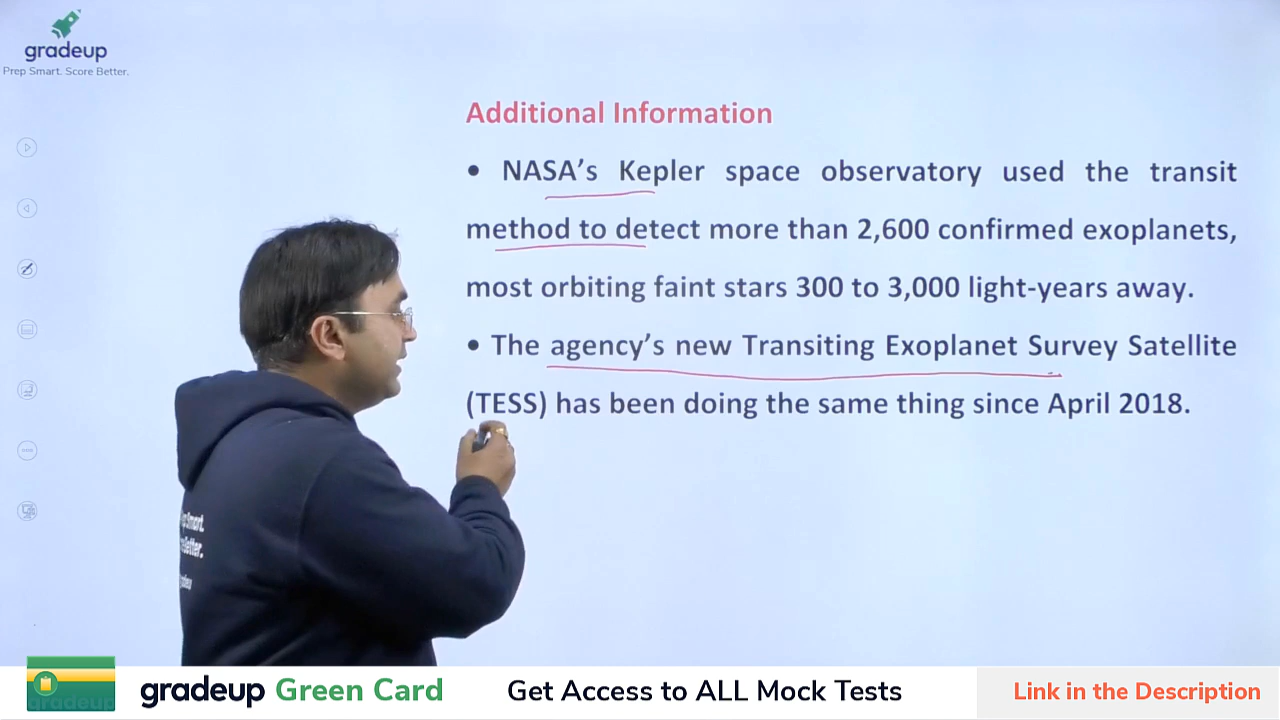 gradeup
Prep Smart. Score Better.
Additional Information
• NASA's Kepler space observatory used the transit
method to detect more than 2,600 confirmed exoplanets,
most orbiting faint stars 300 to 3,000 light-years away.
• The agency's new Transiting Exoplanet Survey Satellite
(TESS) has been doing the same thing since April 2018.
gradeup Green Card
Get Access to ALL Mock Tests
Link in the Description